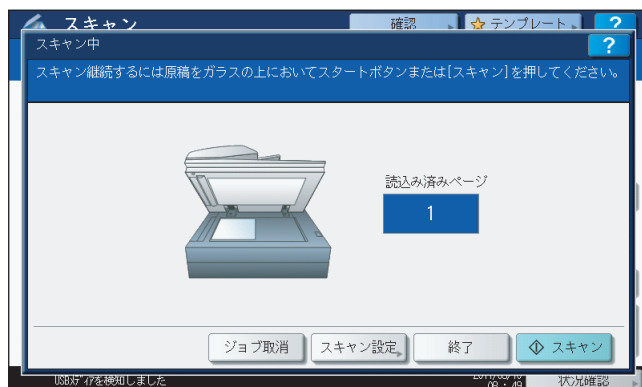 スキャン 確認 テンプレート ?
スキャン中 ?
スキャン継続するには原稿をガラスの上においてスタートボタンまたは[スキャン]を押してください。
読込み済みページ
1
ジョブ取消 スキャン設定 終了 スキャン
USBﾒﾃﾞｨｱを検知しました 状況確認